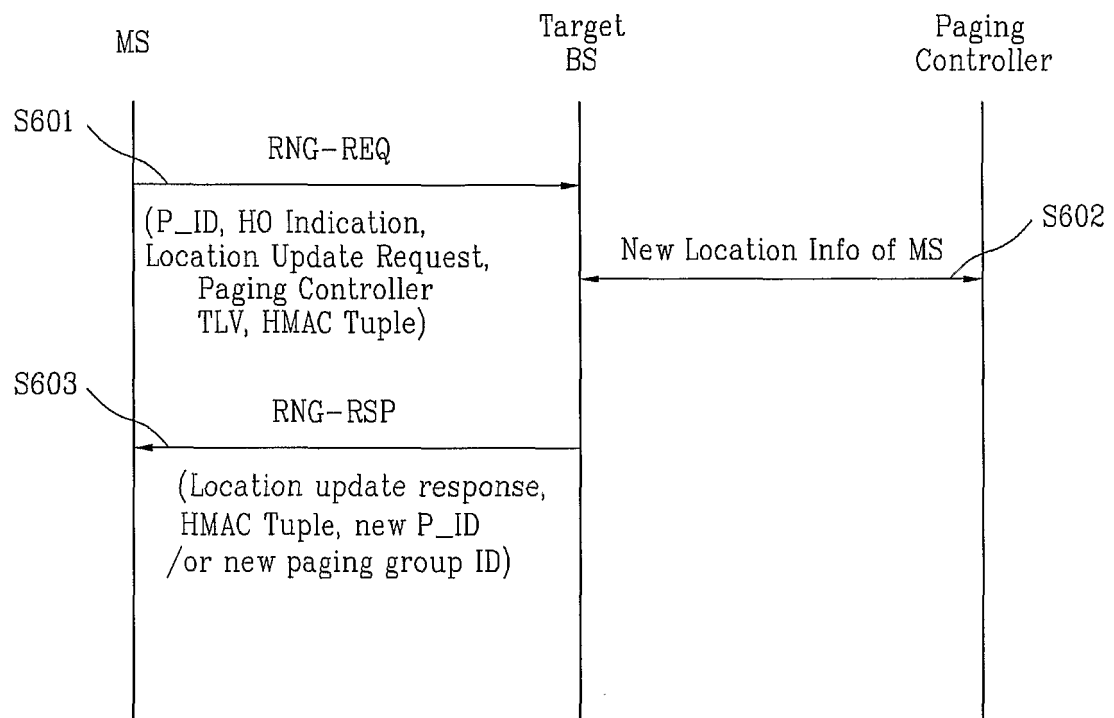 MS
Target
BS
Paging
Controller
S601
RNG-REQ
(P_ID, HO Indication,
Location Update Request,
Paging Controller
TLV, HMAC Tuple)
S602
New Location Info of MS
S603
RNG-RSP
(Location update response,
HMAC Tuple, new P_ID
/or new paging group ID)